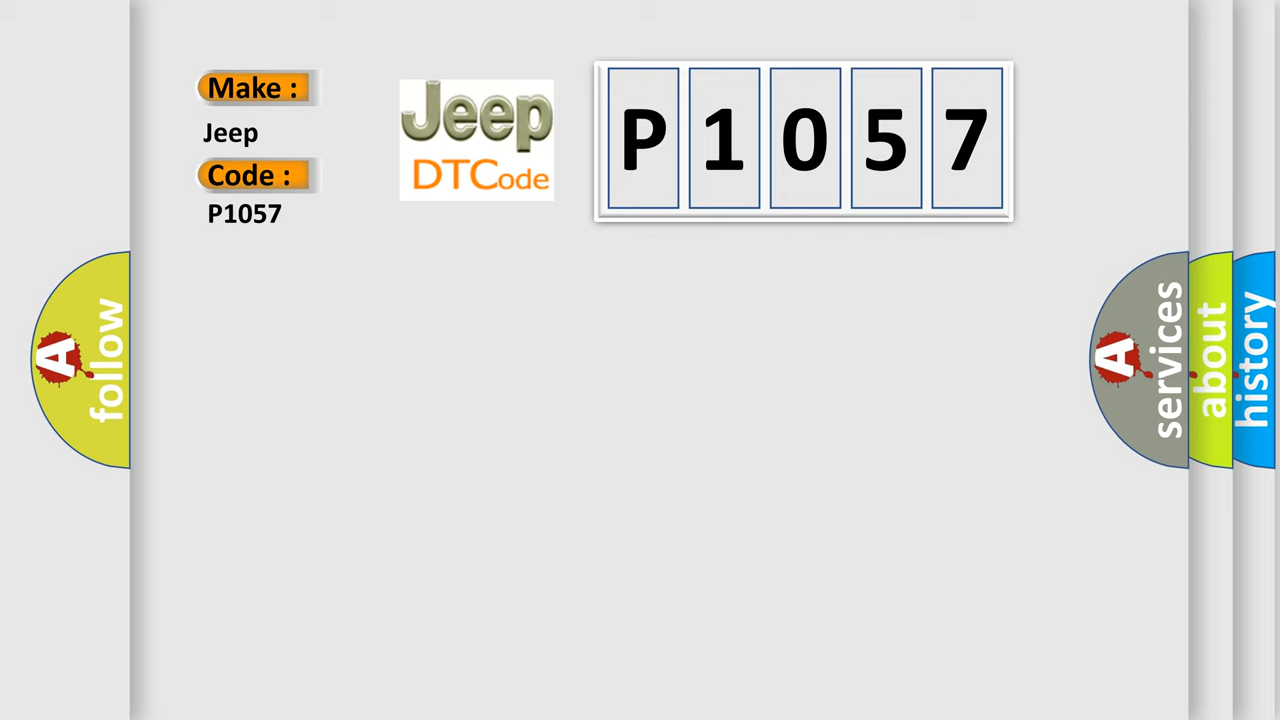 Make :
Jeep
Code :
P1057
Jeep
DTCode
P 1 0 5 7
A follow
A services
about
history